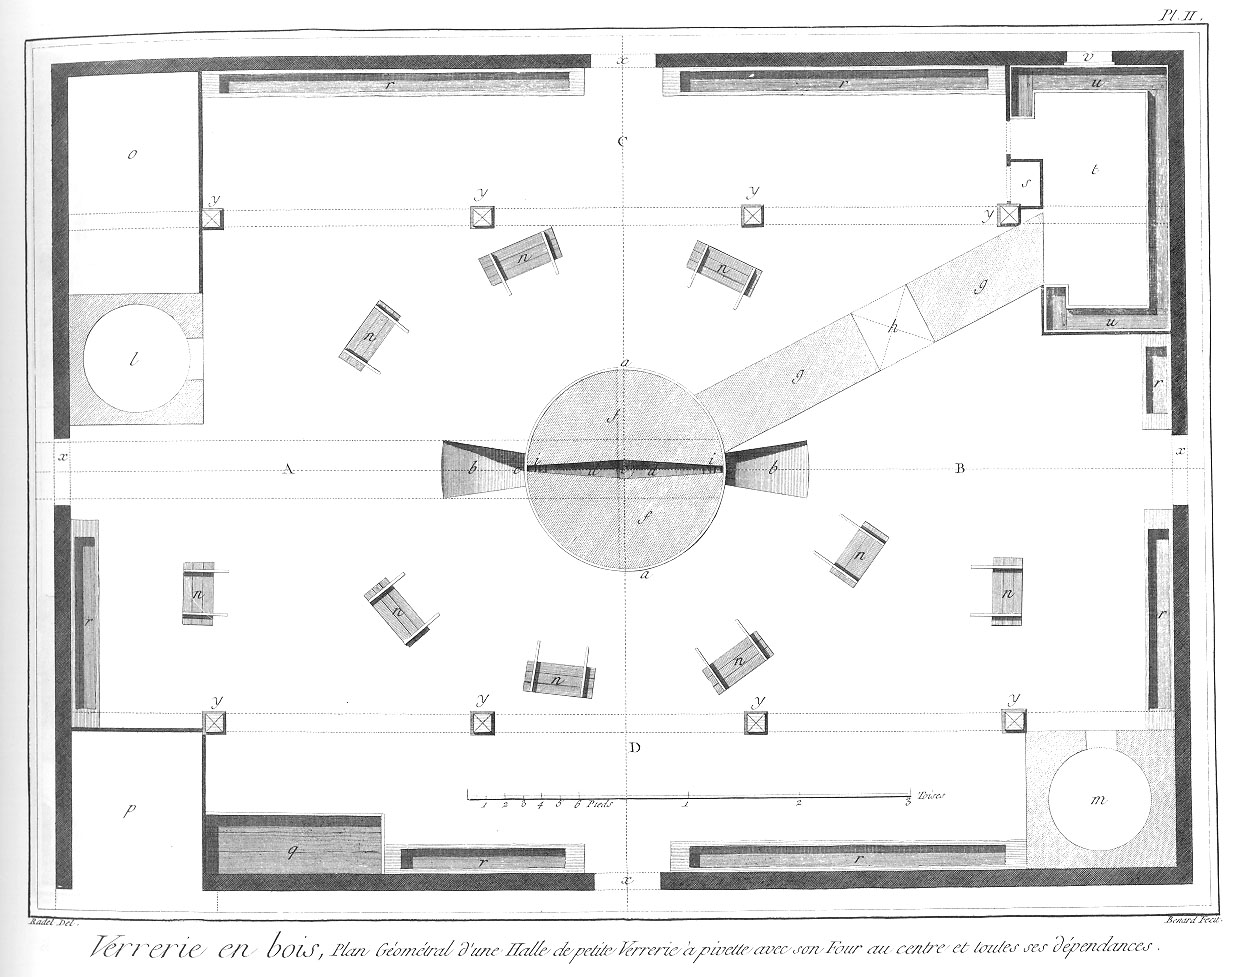 Pl. II.
x
v
r
r
u
C
o
t
s
y
y
y
y
n
n
g
n
h
l
u
a
g
r
f
x
A
b
c
i
d
d
i
b
B
x
f
n
a
n
n
n
r
r
n
n
y
y
y
y
D
1 2 3 4 5 6 Pieds 1 2 3 Toises
p
m
q
r
r
x
Radel Del.
Benard Fecit.
Verrerie en bois, Plan Géométral d'une Halle de petite Verrerie à pivette avec son Four au centre et toutes ses dépendances.